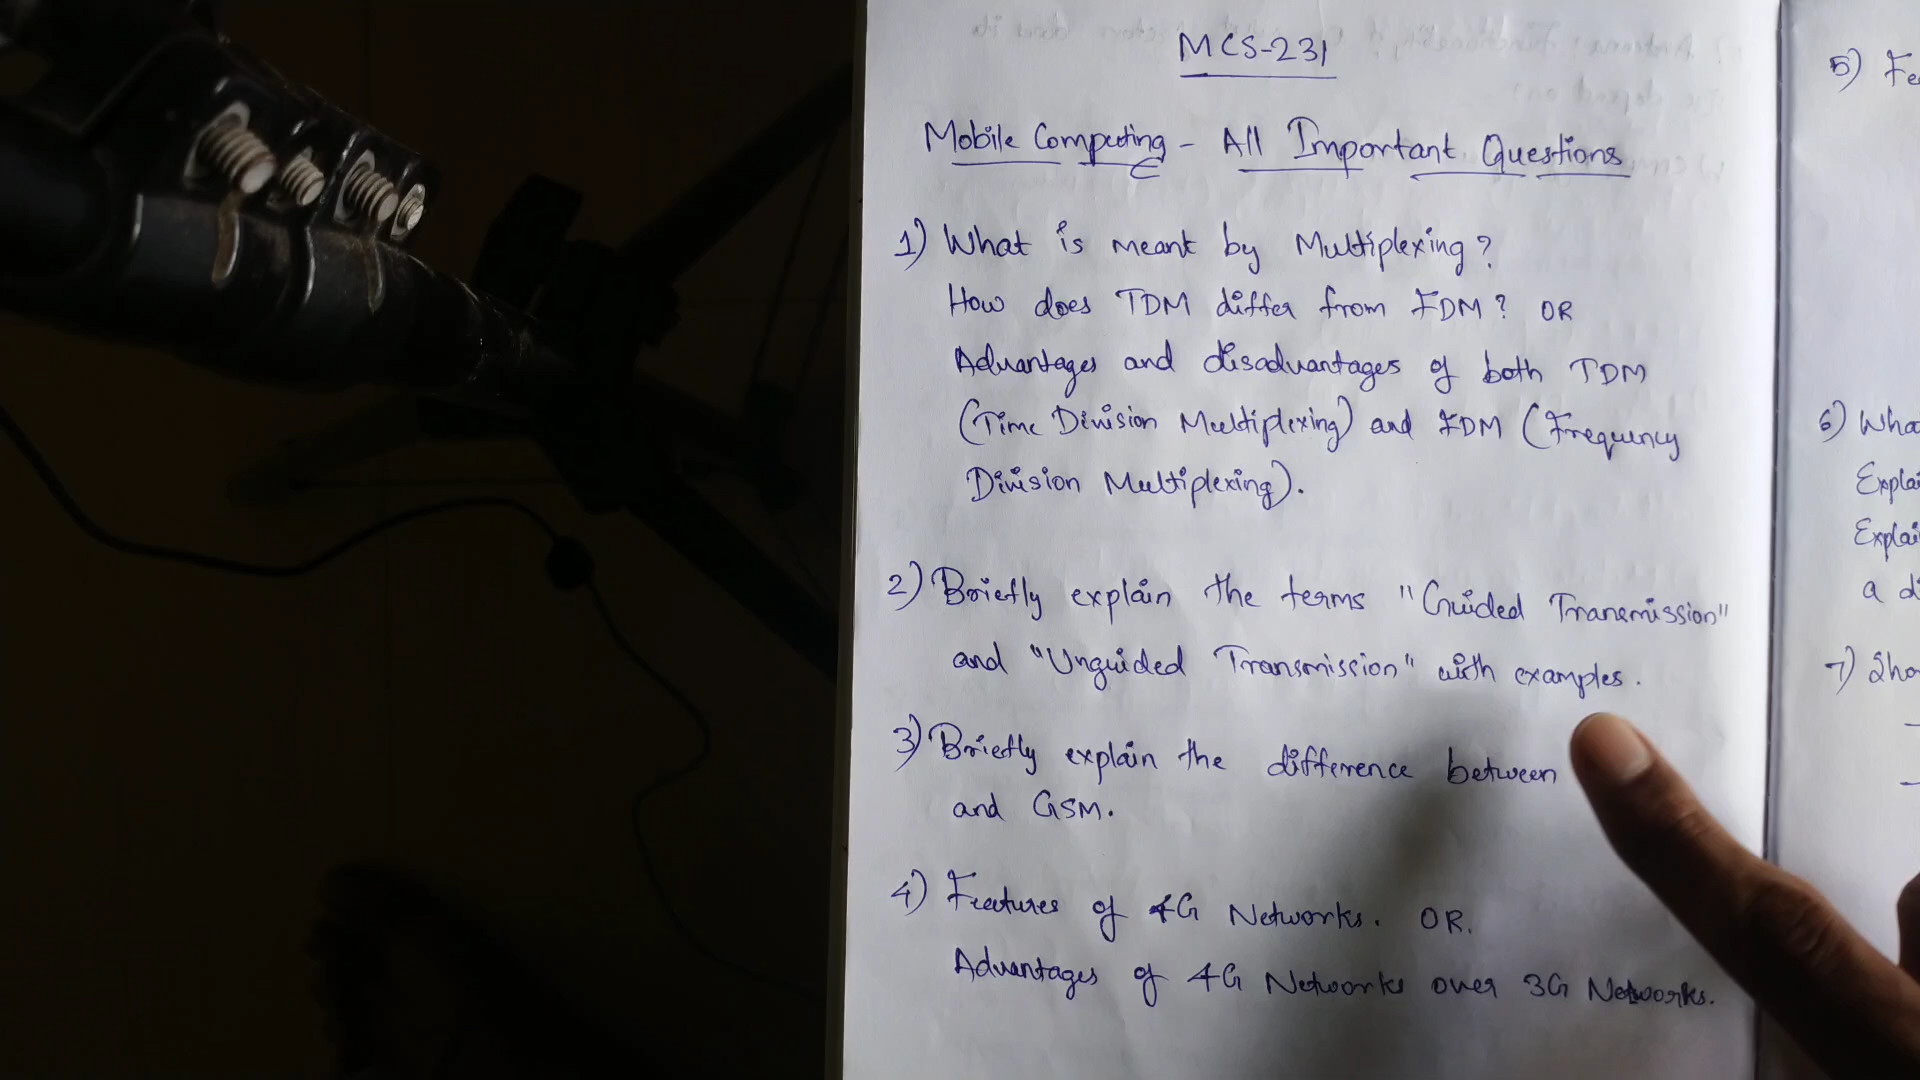 MCS-231
Mobile Computing - All Important Questions
1) What is meant by Multiplexing?
How does TDM differ from FDM? OR
Advantages and disadvantages of both TDM
(Time Division Multiplexing) and FDM (Frequency
Division Multiplexing).
2) Briefly explain the terms "Guided Transmission"
and "Unguided Transmission" with examples.
3) Briefly explain the difference between
and GSM.
4) Features of 4G Networks. OR.
Advantages of 4G Networks over 3G Networks.
5)
6)
Explai
Explai
a
7)